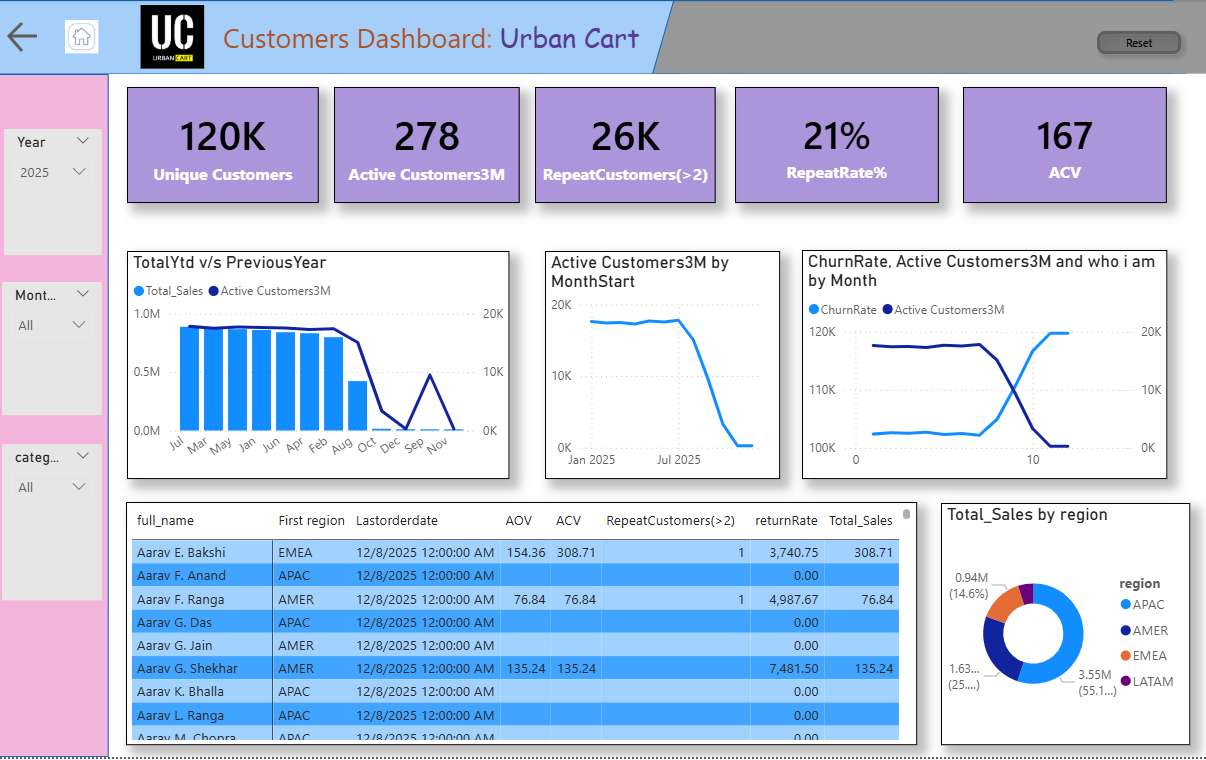 UC
URBAN CART
Customers Dashboard: Urban Cart
Reset
Year
2025
Mont...
All
categ...
All
120K
Unique Customers
278
Active Customers3M
26K
RepeatCustomers(>2)
21%
RepeatRate%
167
ACV
TotalYtd v/s PreviousYear
Total_Sales Active Customers3M
1.0M
0.5M
0.0M
20K
10K
0K
Jul Mar May Jan Jun Apr Feb Aug Oct Dec Sep Nov
Active Customers3M by
MonthStart
20K
10K
0K
Jan 2025 Jul 2025
ChurnRate, Active Customers3M and who i am
by Month
ChurnRate Active Customers3M
120K
110K
100K
20K
10K
0K
0 10
full_name First region Lastorderdate AOV ACV RepeatCustomers(>2) returnRate Total_Sales
Aarav E. Bakshi EMEA 12/8/2025 12:00:00 AM 154.36 308.71 1 3,740.75 308.71
Aarav F. Anand APAC 12/8/2025 12:00:00 AM 0.00
Aarav F. Ranga AMER 12/8/2025 12:00:00 AM 76.84 76.84 1 4,987.67 76.84
Aarav G. Das APAC 12/8/2025 12:00:00 AM 0.00
Aarav G. Jain AMER 12/8/2025 12:00:00 AM 0.00
Aarav G. Shekhar AMER 12/8/2025 12:00:00 AM 135.24 135.24 7,481.50 135.24
Aarav K. Bhalla APAC 12/8/2025 12:00:00 AM 0.00
Aarav L. Ranga APAC 12/8/2025 12:00:00 AM 0.00
Aarav M. Chopra APAC 12/8/2025 12:00:00 AM 0.00
Total_Sales by region
0.94M
(14.6%)
1.63...
(25....)
3.55M
(55.1...)
region
APAC
AMER
EMEA
LATAM